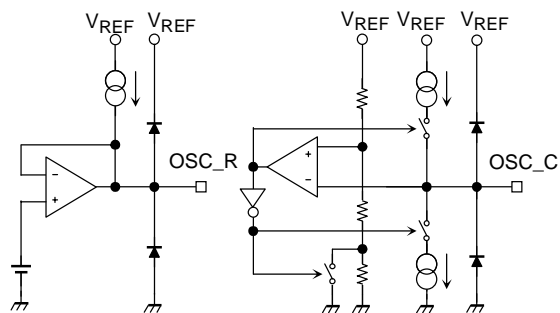 VREF
VREF
VREF
VREF
VREF
OSC_R
OSC_C
-
+
+
-